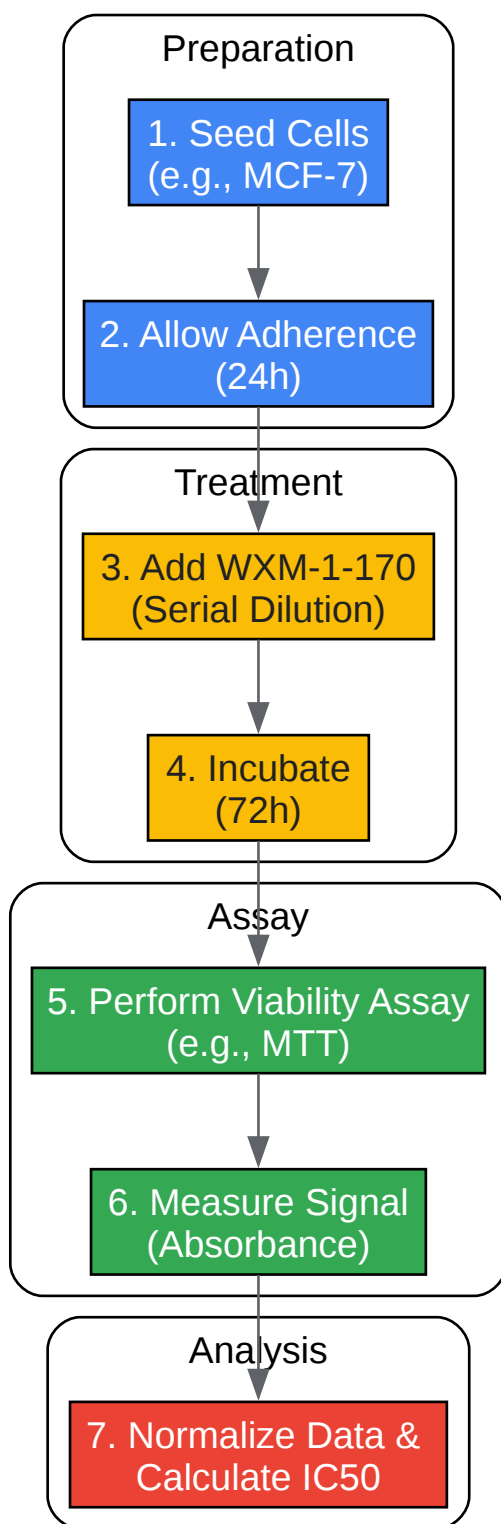 Preparation
1. Seed Cells
(e.g., MCF-7)
2. Allow Adherence
(24h)
Treatment
3. Add WXM-1-170
(Serial Dilution)
4. Incubate
(72h)
Assay
5. Perform Viability Assay
(e.g., MTT)
6. Measure Signal
(Absorbance)
Analysis
7. Normalize Data &
Calculate IC50